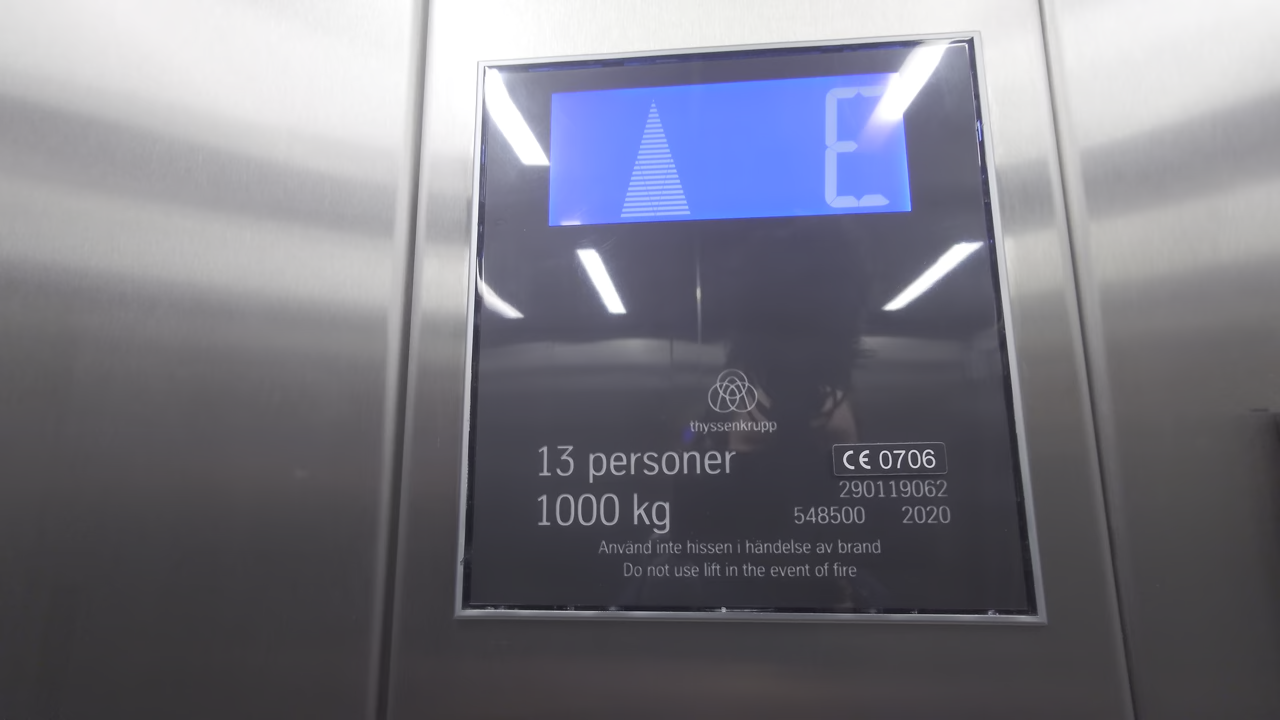 E
thyssenkrupp
13 personer
1000 kg
CE 0706
290119062
548500 2020
Använd inte hissen i händelse av brand
Do not use lift in the event of fire